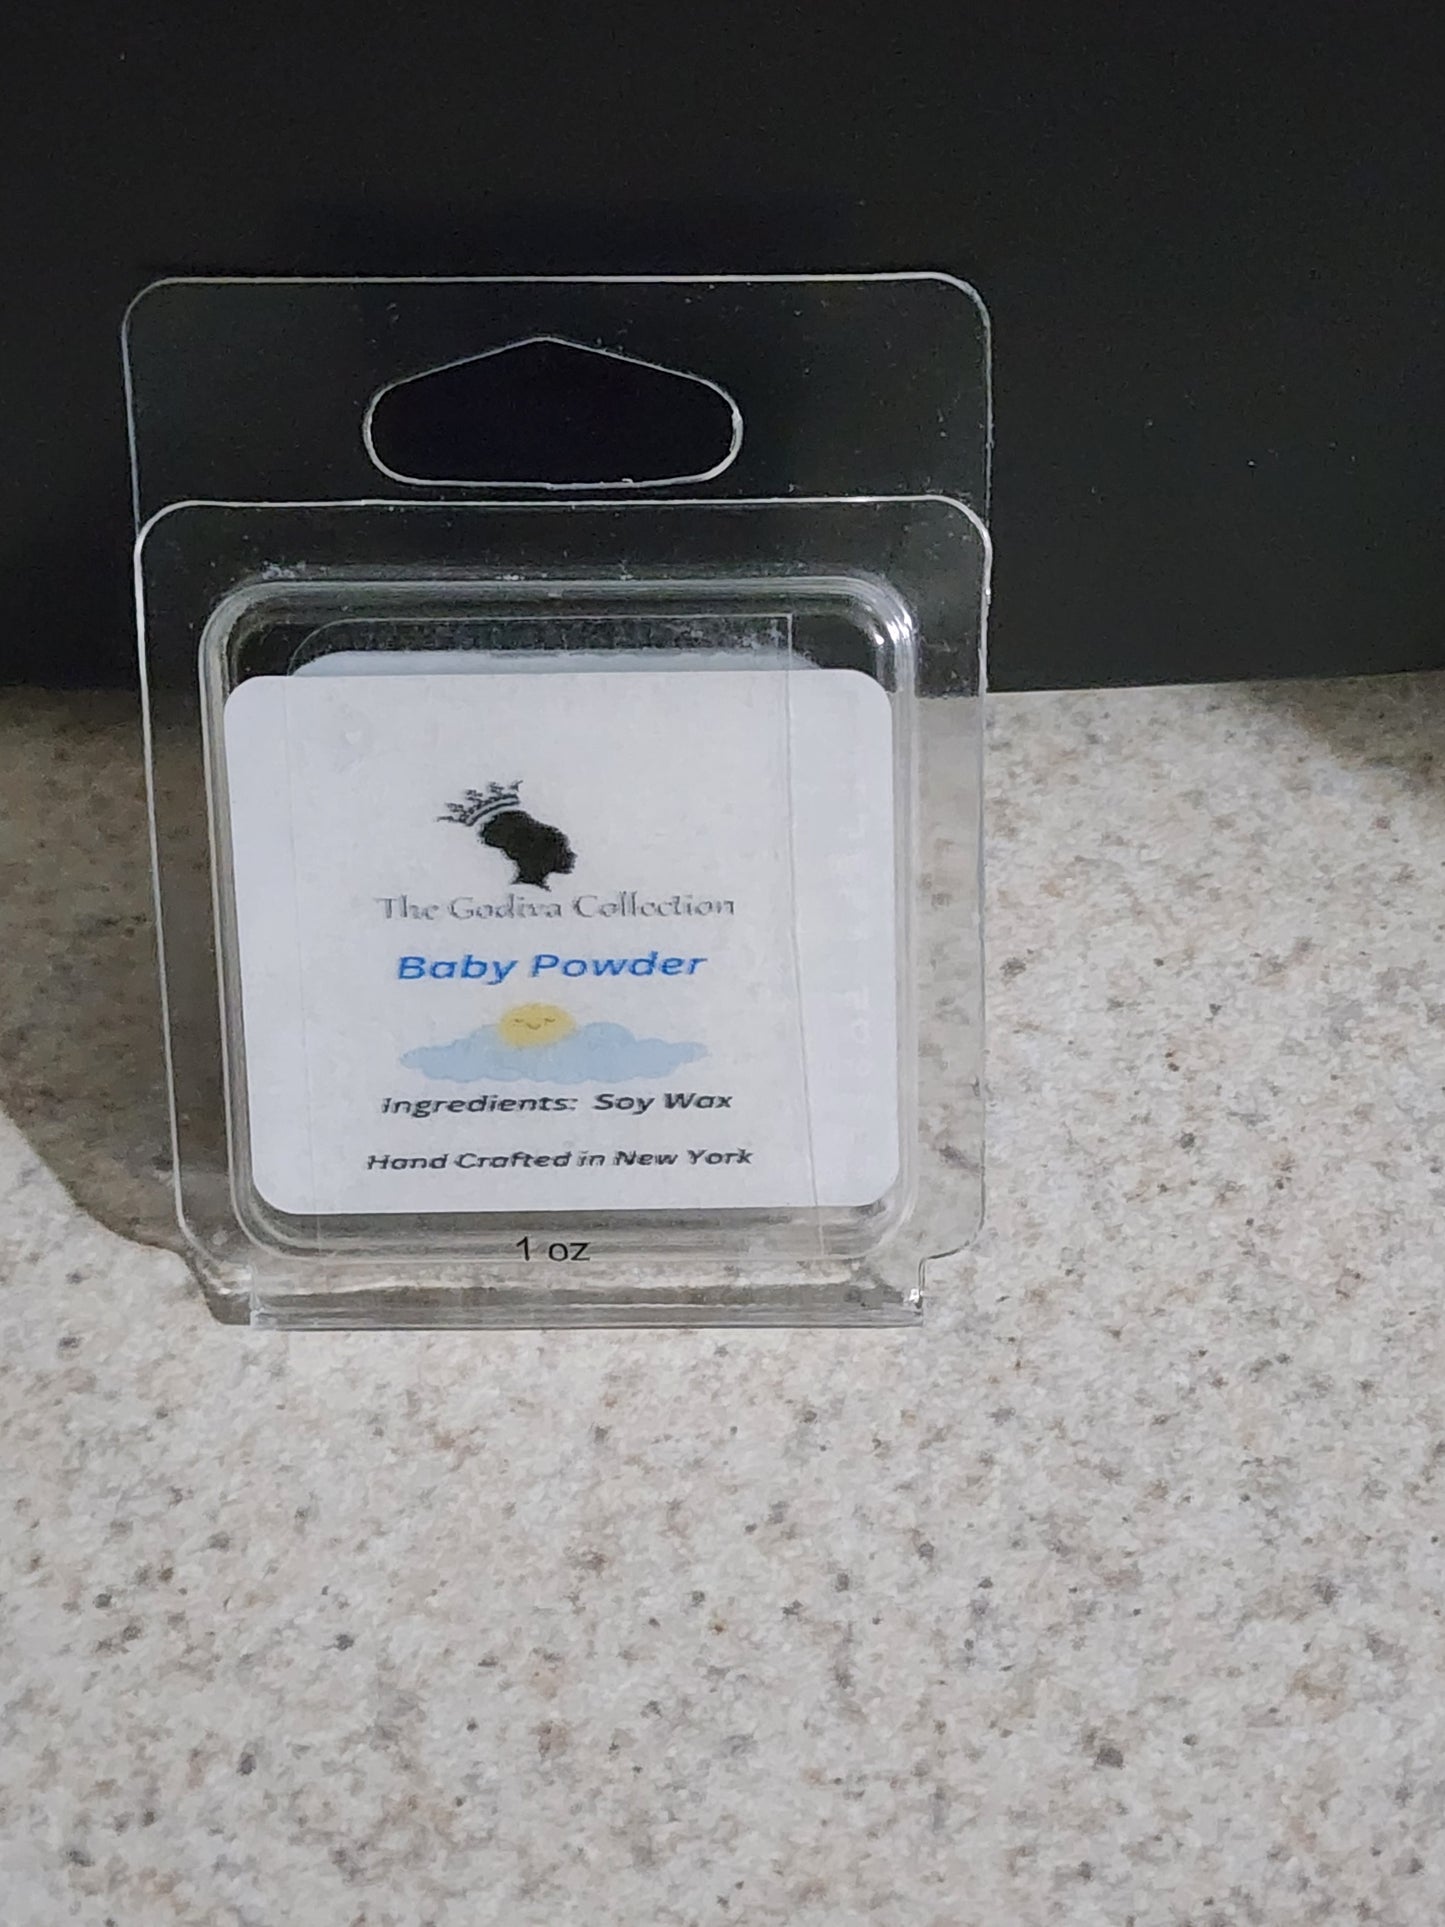 The Godiva Collection
Baby Powder
Ingredients: Soy Wax
Hand Crafted in New York
1 oz